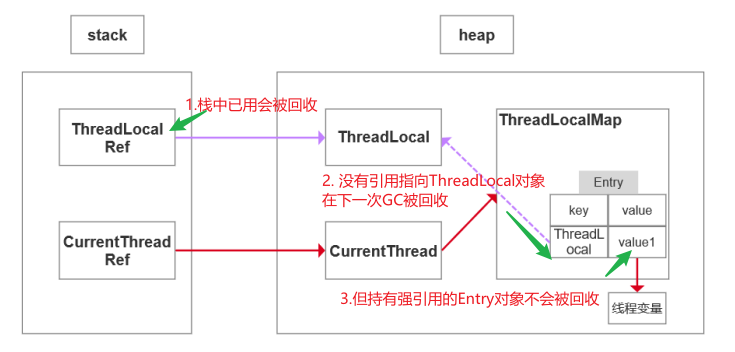 stack
heap
1.栈中已用会被回收
ThreadLocal
Ref
ThreadLocal
ThreadLocalMap
2. 没有引用指向ThreadLocal对象
在下一次GC被回收
Entry
key
value
ThreadL
ocal
value1
CurrentThread
Ref
CurrentThread
3.但持有强引用的Entry对象不会被回收
线程变量